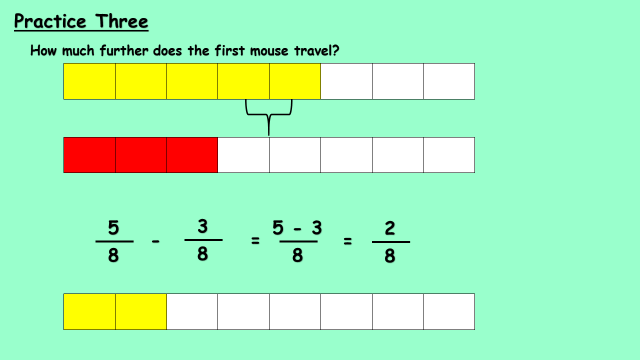 Practice Three
How much further does the first mouse travel?
5/8 - 3/8 = 5 - 3/8 = 2/8